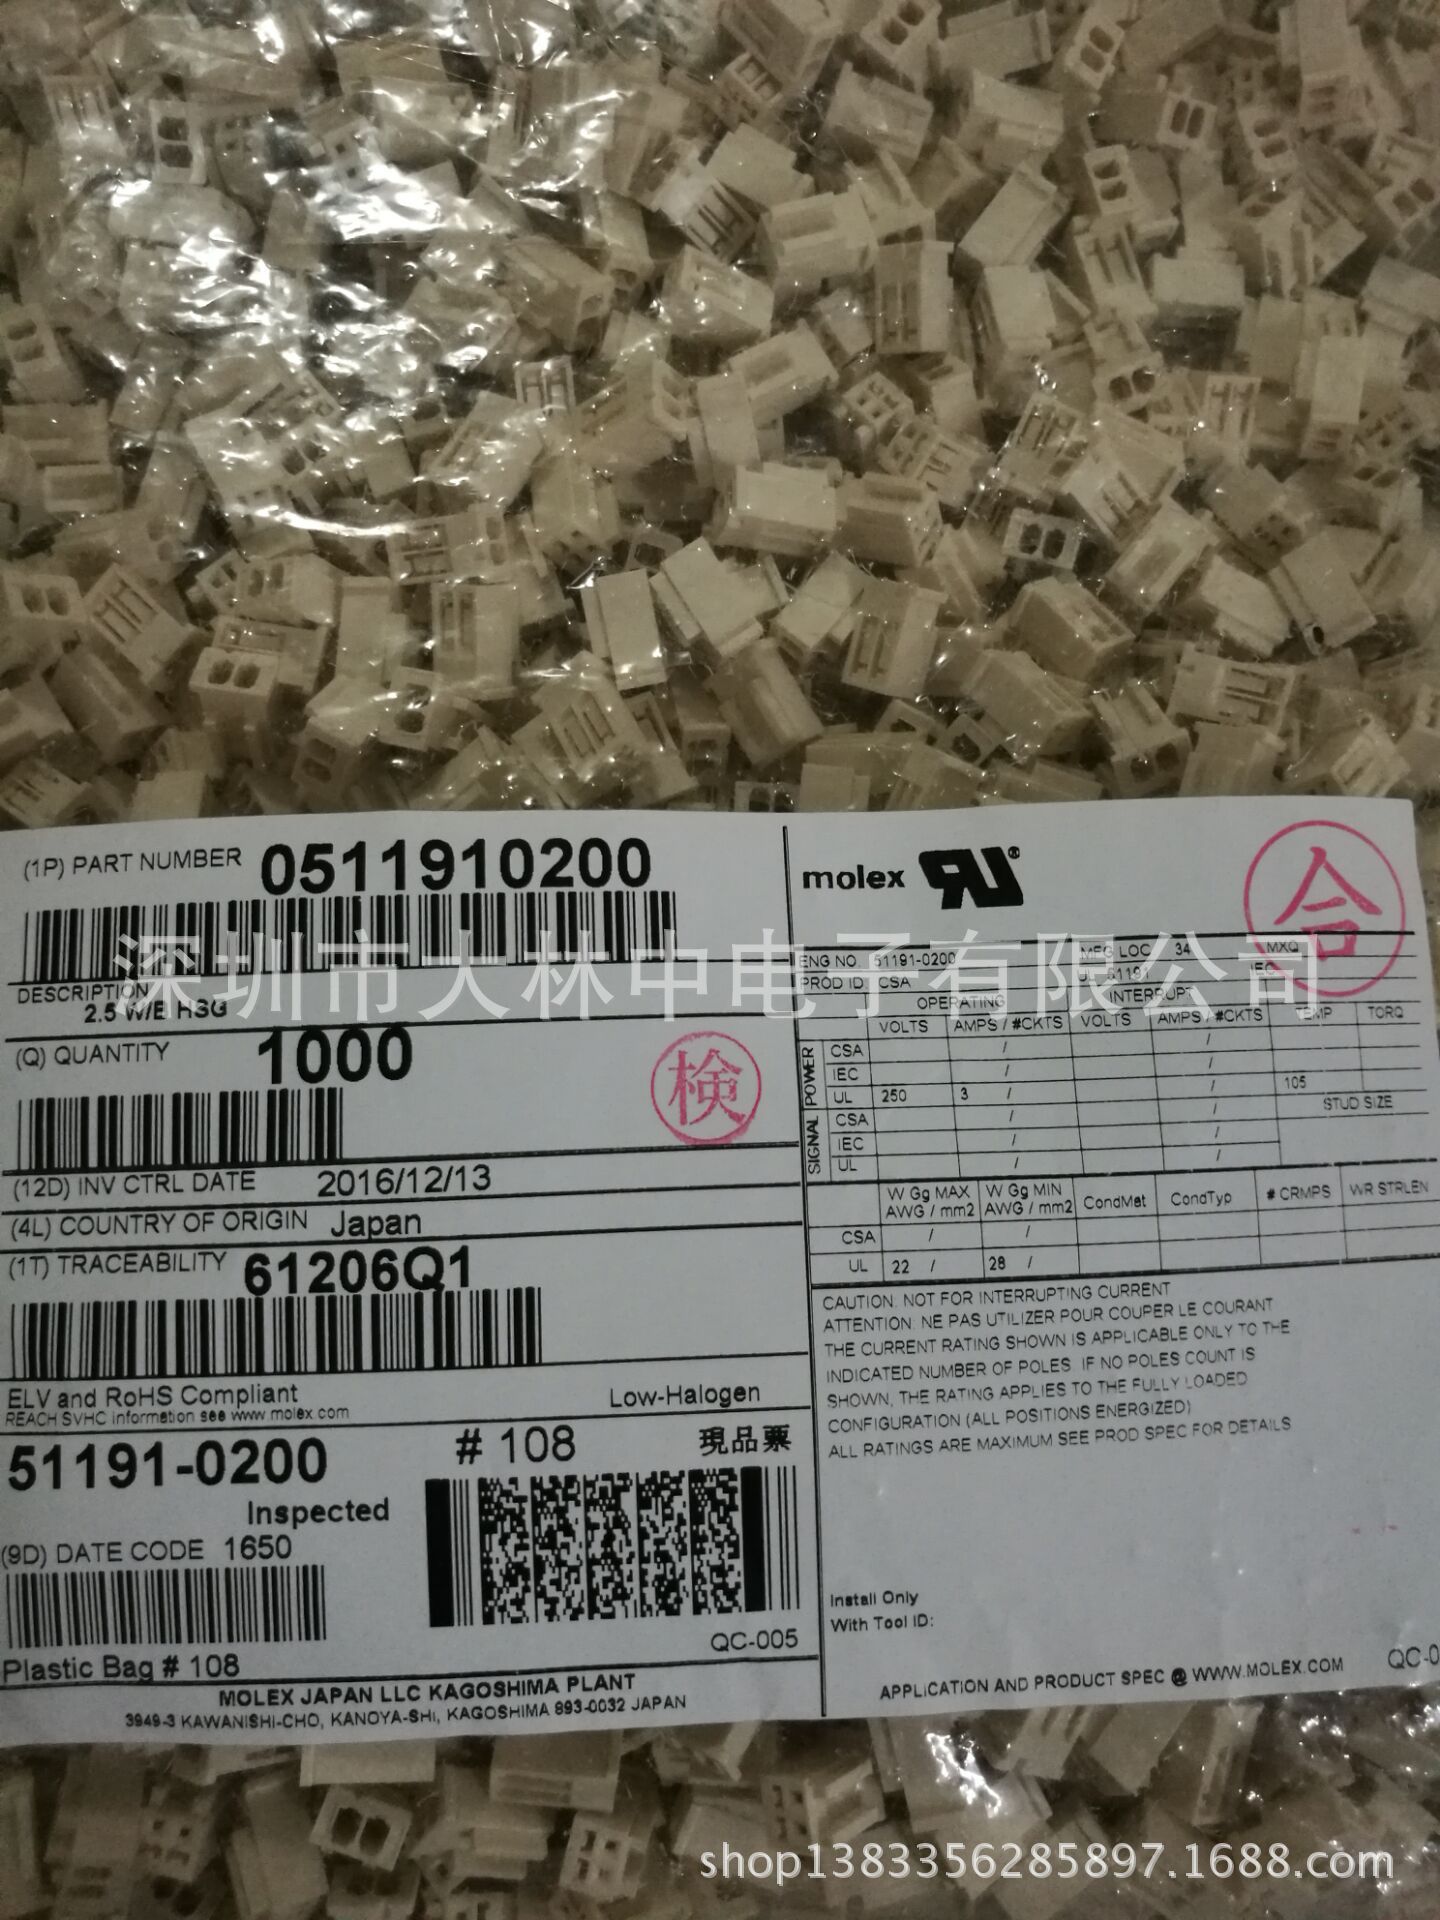 (1P) PART NUMBER 0511910200
DESCRIPTION
2.5 W/E HSG
(Q) QUANTITY 1000
検
(12D) INV CTRL DATE 2016/12/13
(4L) COUNTRY OF ORIGIN Japan
(1T) TRACEABILITY 61206Q1
ELV and RoHS Compliant Low-Halogen
REACH SVHC information see www.molex.com
51191-0200 # 108 現品票
Inspected
(9D) DATE CODE 1650
QC-005
Plastic Bag # 108
MOLEX JAPAN LLC KAGOSHIMA PLANT
3949-3 KAWANISHI-CHO, KANOYA-SHI, KAGOSHIMA 893-0032 JAPAN
molex RU®
合
ENG NO. 51191-0200 MFG LOC 34 MXQ
PROD ID: CSA UL 51191 IEC
OPERATING INTERRUPT
VOLTS AMPS / #CKTS VOLTS AMPS / #CKTS TEMP TORQ
POWER
CSA / /
IEC / /
UL 250 3 / / 105
STUD SIZE
SIGNAL
CSA / /
IEC / /
UL / /
W Gg MAX W Gg MIN
AWG / mm2 AWG / mm2 CondMat CondTyp # CRMPS WR STRLEN
CSA / /
UL 22 / 28 /
CAUTION: NOT FOR INTERRUPTING CURRENT
ATTENTION: NE PAS UTILIZER POUR COUPER LE COURANT
THE CURRENT RATING SHOWN IS APPLICABLE ONLY TO THE
INDICATED NUMBER OF POLES. IF NO POLES COUNT IS
SHOWN, THE RATING APPLIES TO THE FULLY LOADED
CONFIGURATION (ALL POSITIONS ENERGIZED)
ALL RATINGS ARE MAXIMUM SEE PROD SPEC FOR DETAILS
Install Only
With Tool ID:
QC-0
APPLICATION AND PRODUCT SPEC @ WWW.MOLEX.COM
深圳市大林中电子有限公司
shop1383356285897.1688.com